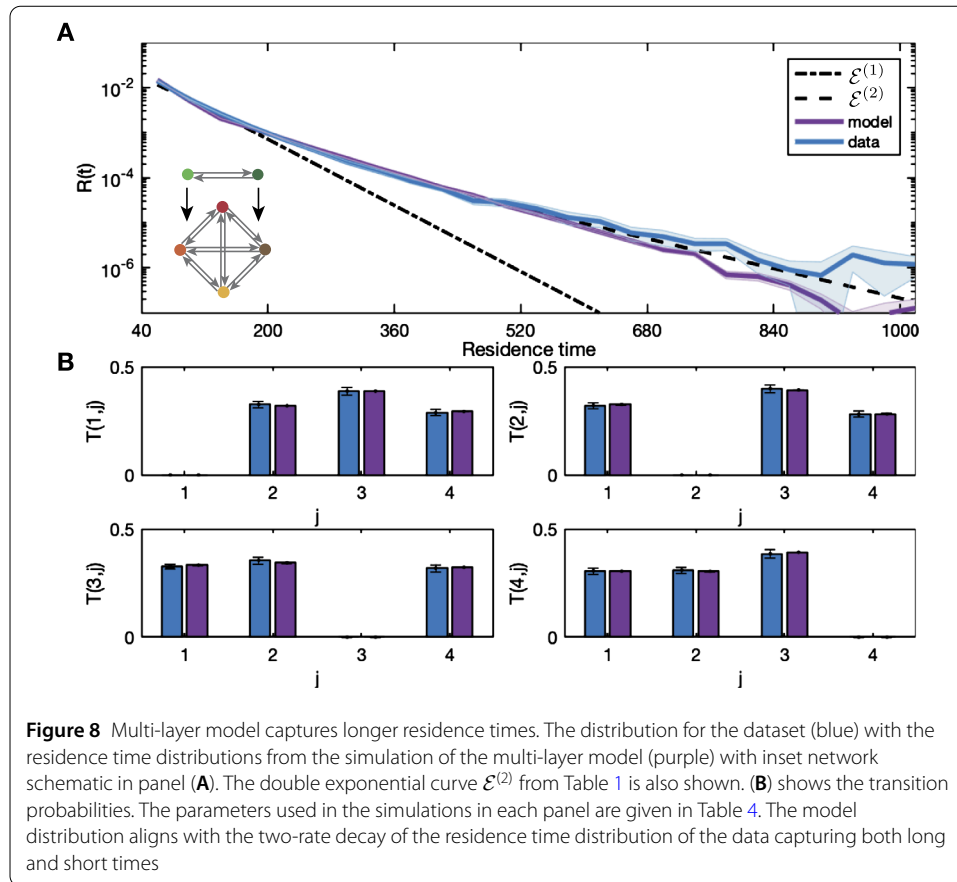 A
R(t)
10^{-2}
10^{-4}
10^{-6}
ℰ^{(1)}
ℰ^{(2)}
model
data
40 200 360 520 680 840 1000
Residence time
B
T(1,j)
0.5
0
1 2 3 4
j
T(2,j)
0.5
0
1 2 3 4
j
T(3,j)
0.5
0
1 2 3 4
j
T(4,j)
0.5
0
1 2 3 4
j
Figure 8 Multi-layer model captures longer residence times. The distribution for the dataset (blue) with the
residence time distributions from the simulation of the multi-layer model (purple) with inset network
schematic in panel (A). The double exponential curve ℰ^{(2)} from Table 1 is also shown. (B) shows the transition
probabilities. The parameters used in the simulations in each panel are given in Table 4. The model
distribution aligns with the two-rate decay of the residence time distribution of the data capturing both long
and short times